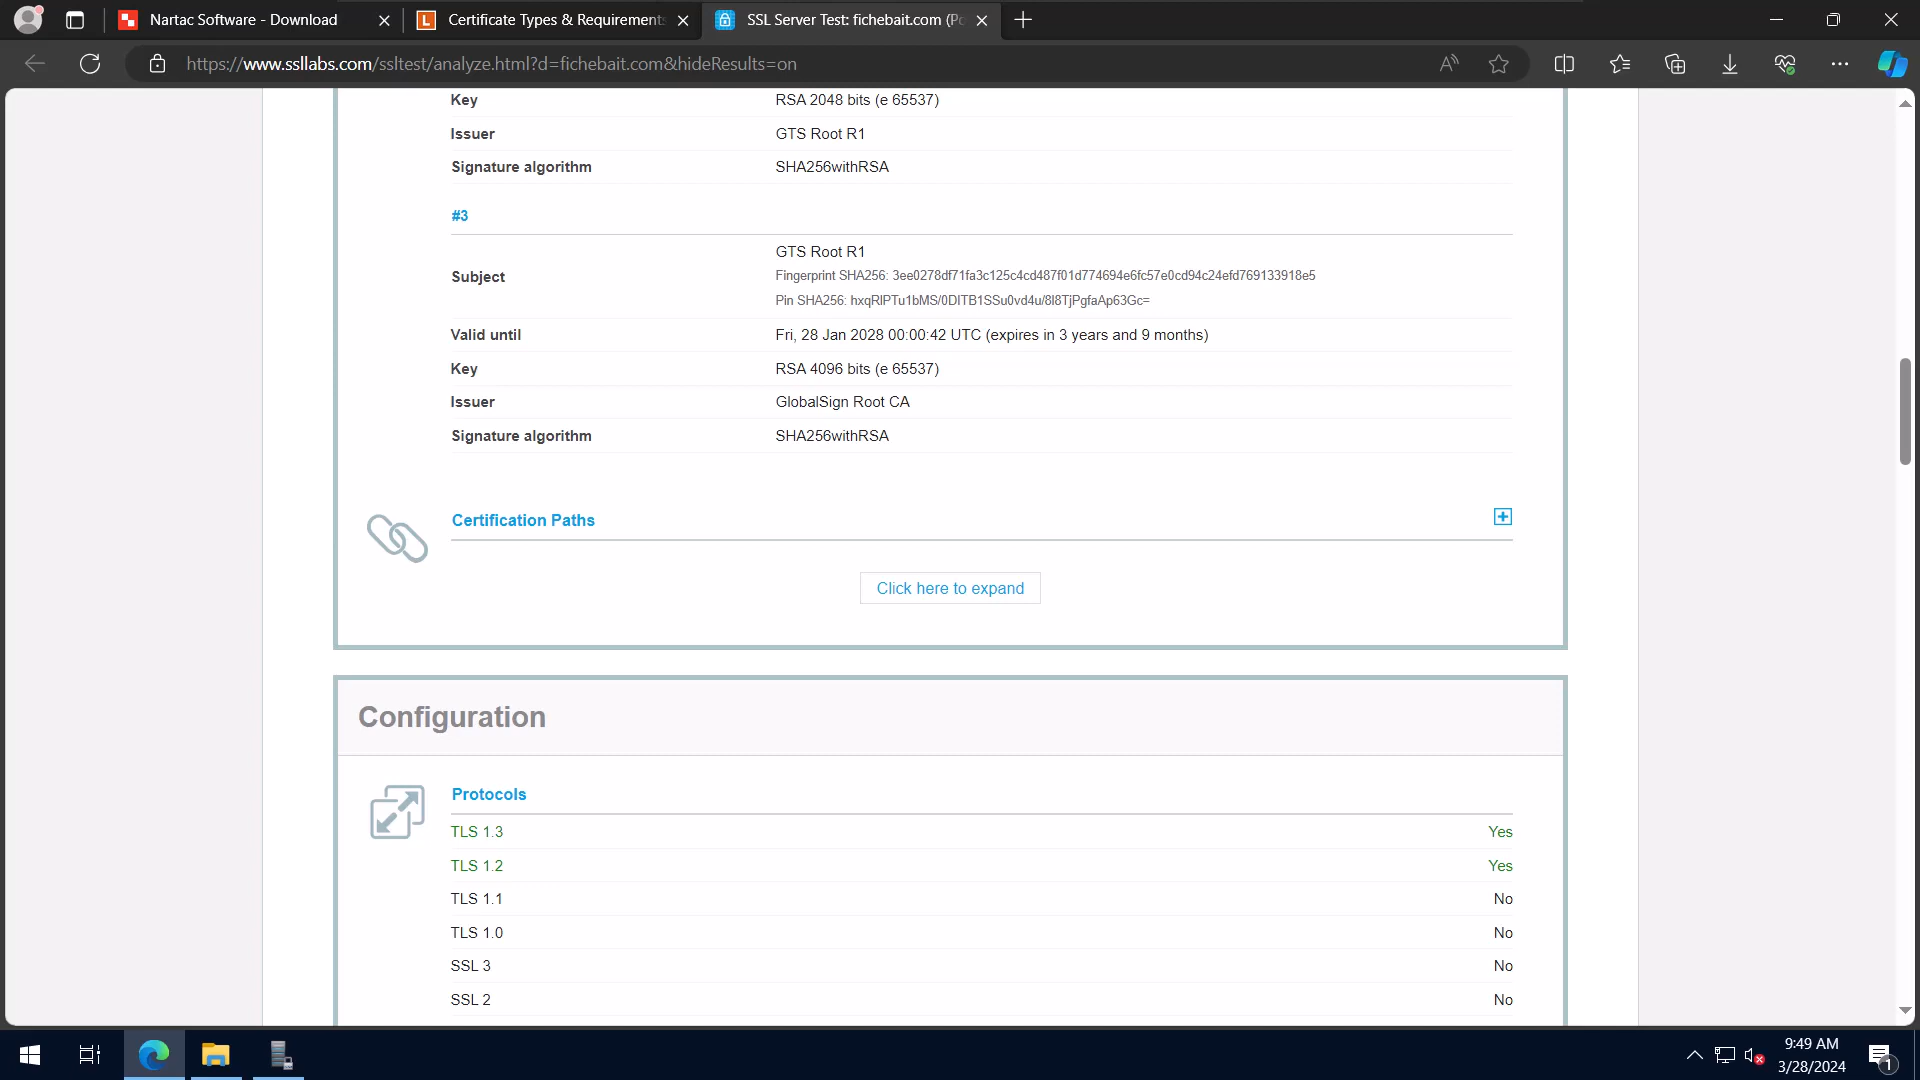 Nartac Software - Download
Certificate Types & Requirements
SSL Server Test: fichebait.com (Po
https://www.ssllabs.com/ssltest/analyze.html?d=fichebait.com&hideResults=on
Key RSA 2048 bits (e 65537)
Issuer GTS Root R1
Signature algorithm SHA256withRSA
#3
GTS Root R1
Subject Fingerprint SHA256: 3ee0278df71fa3c125c4cd487f01d774694e6fc57e0cd94c24efd769133918e5
Pin SHA256: hxqRlPTu1bMS/0DITB1SSu0vd4u/8l8TjPgfaAp63Gc=
Valid until Fri, 28 Jan 2028 00:00:42 UTC (expires in 3 years and 9 months)
Key RSA 4096 bits (e 65537)
Issuer GlobalSign Root CA
Signature algorithm SHA256withRSA
Certification Paths
Click here to expand
Configuration
Protocols
TLS 1.3 Yes
TLS 1.2 Yes
TLS 1.1 No
TLS 1.0 No
SSL 3 No
SSL 2 No
9:49 AM
3/28/2024
1